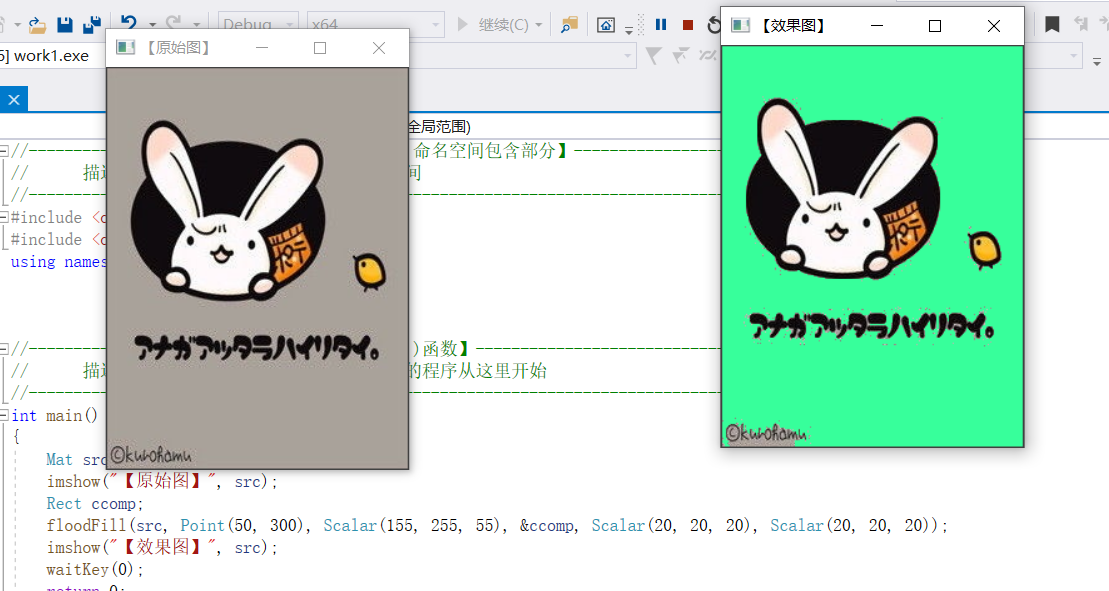 Debug x64 继续(C)
5] work1.exe
【原始图】
【效果图】
全局范围)
//---------- 命名空间包含部分】----------
// 描 间
//----------
#include <
#include <
using names
アナガアッタラハイリタイ。
©kurohamu
アナガアッタラハイリタイ。
©kurohamu
//---------- )函数】----------
// 描 的程序从这里开始
//----------
int main()
{
Mat src
imshow("【原始图】", src);
Rect ccomp;
floodFill(src, Point(50, 300), Scalar(155, 255, 55), &ccomp, Scalar(20, 20, 20), Scalar(20, 20, 20));
imshow("【效果图】", src);
waitKey(0);
return 0;